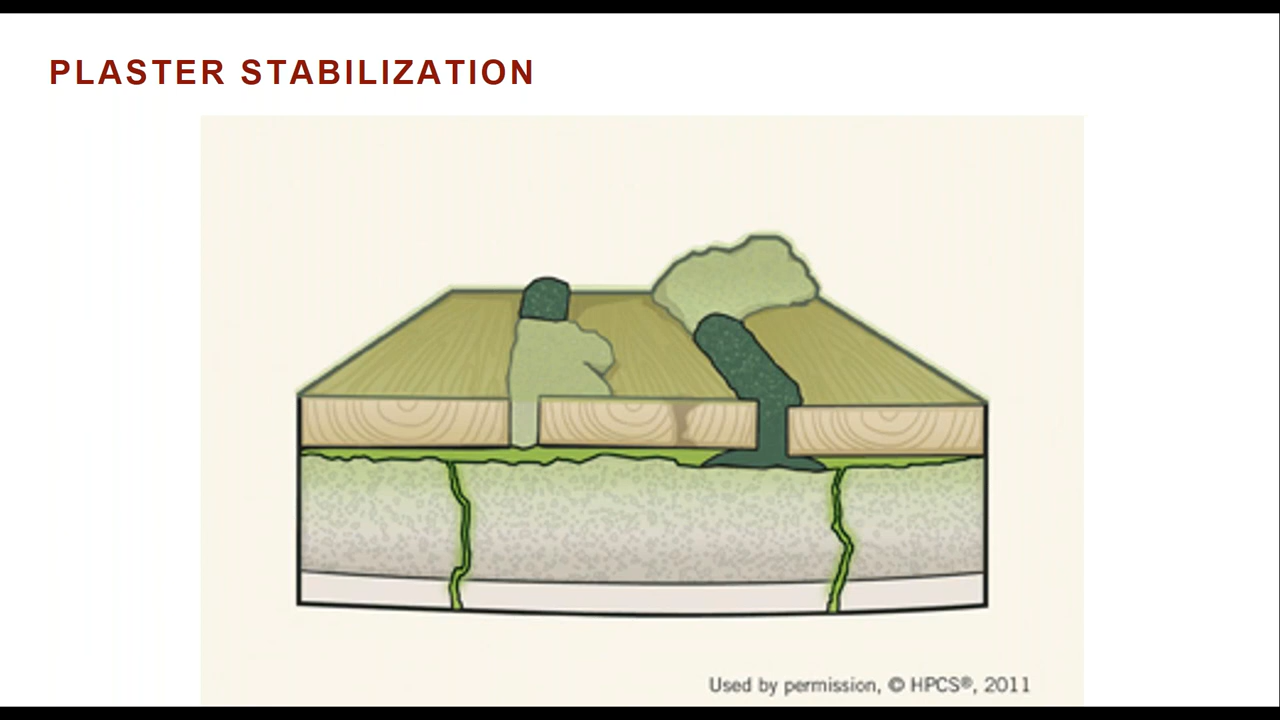 PLASTER STABILIZATION
Used by permission, © HPCS®, 2011